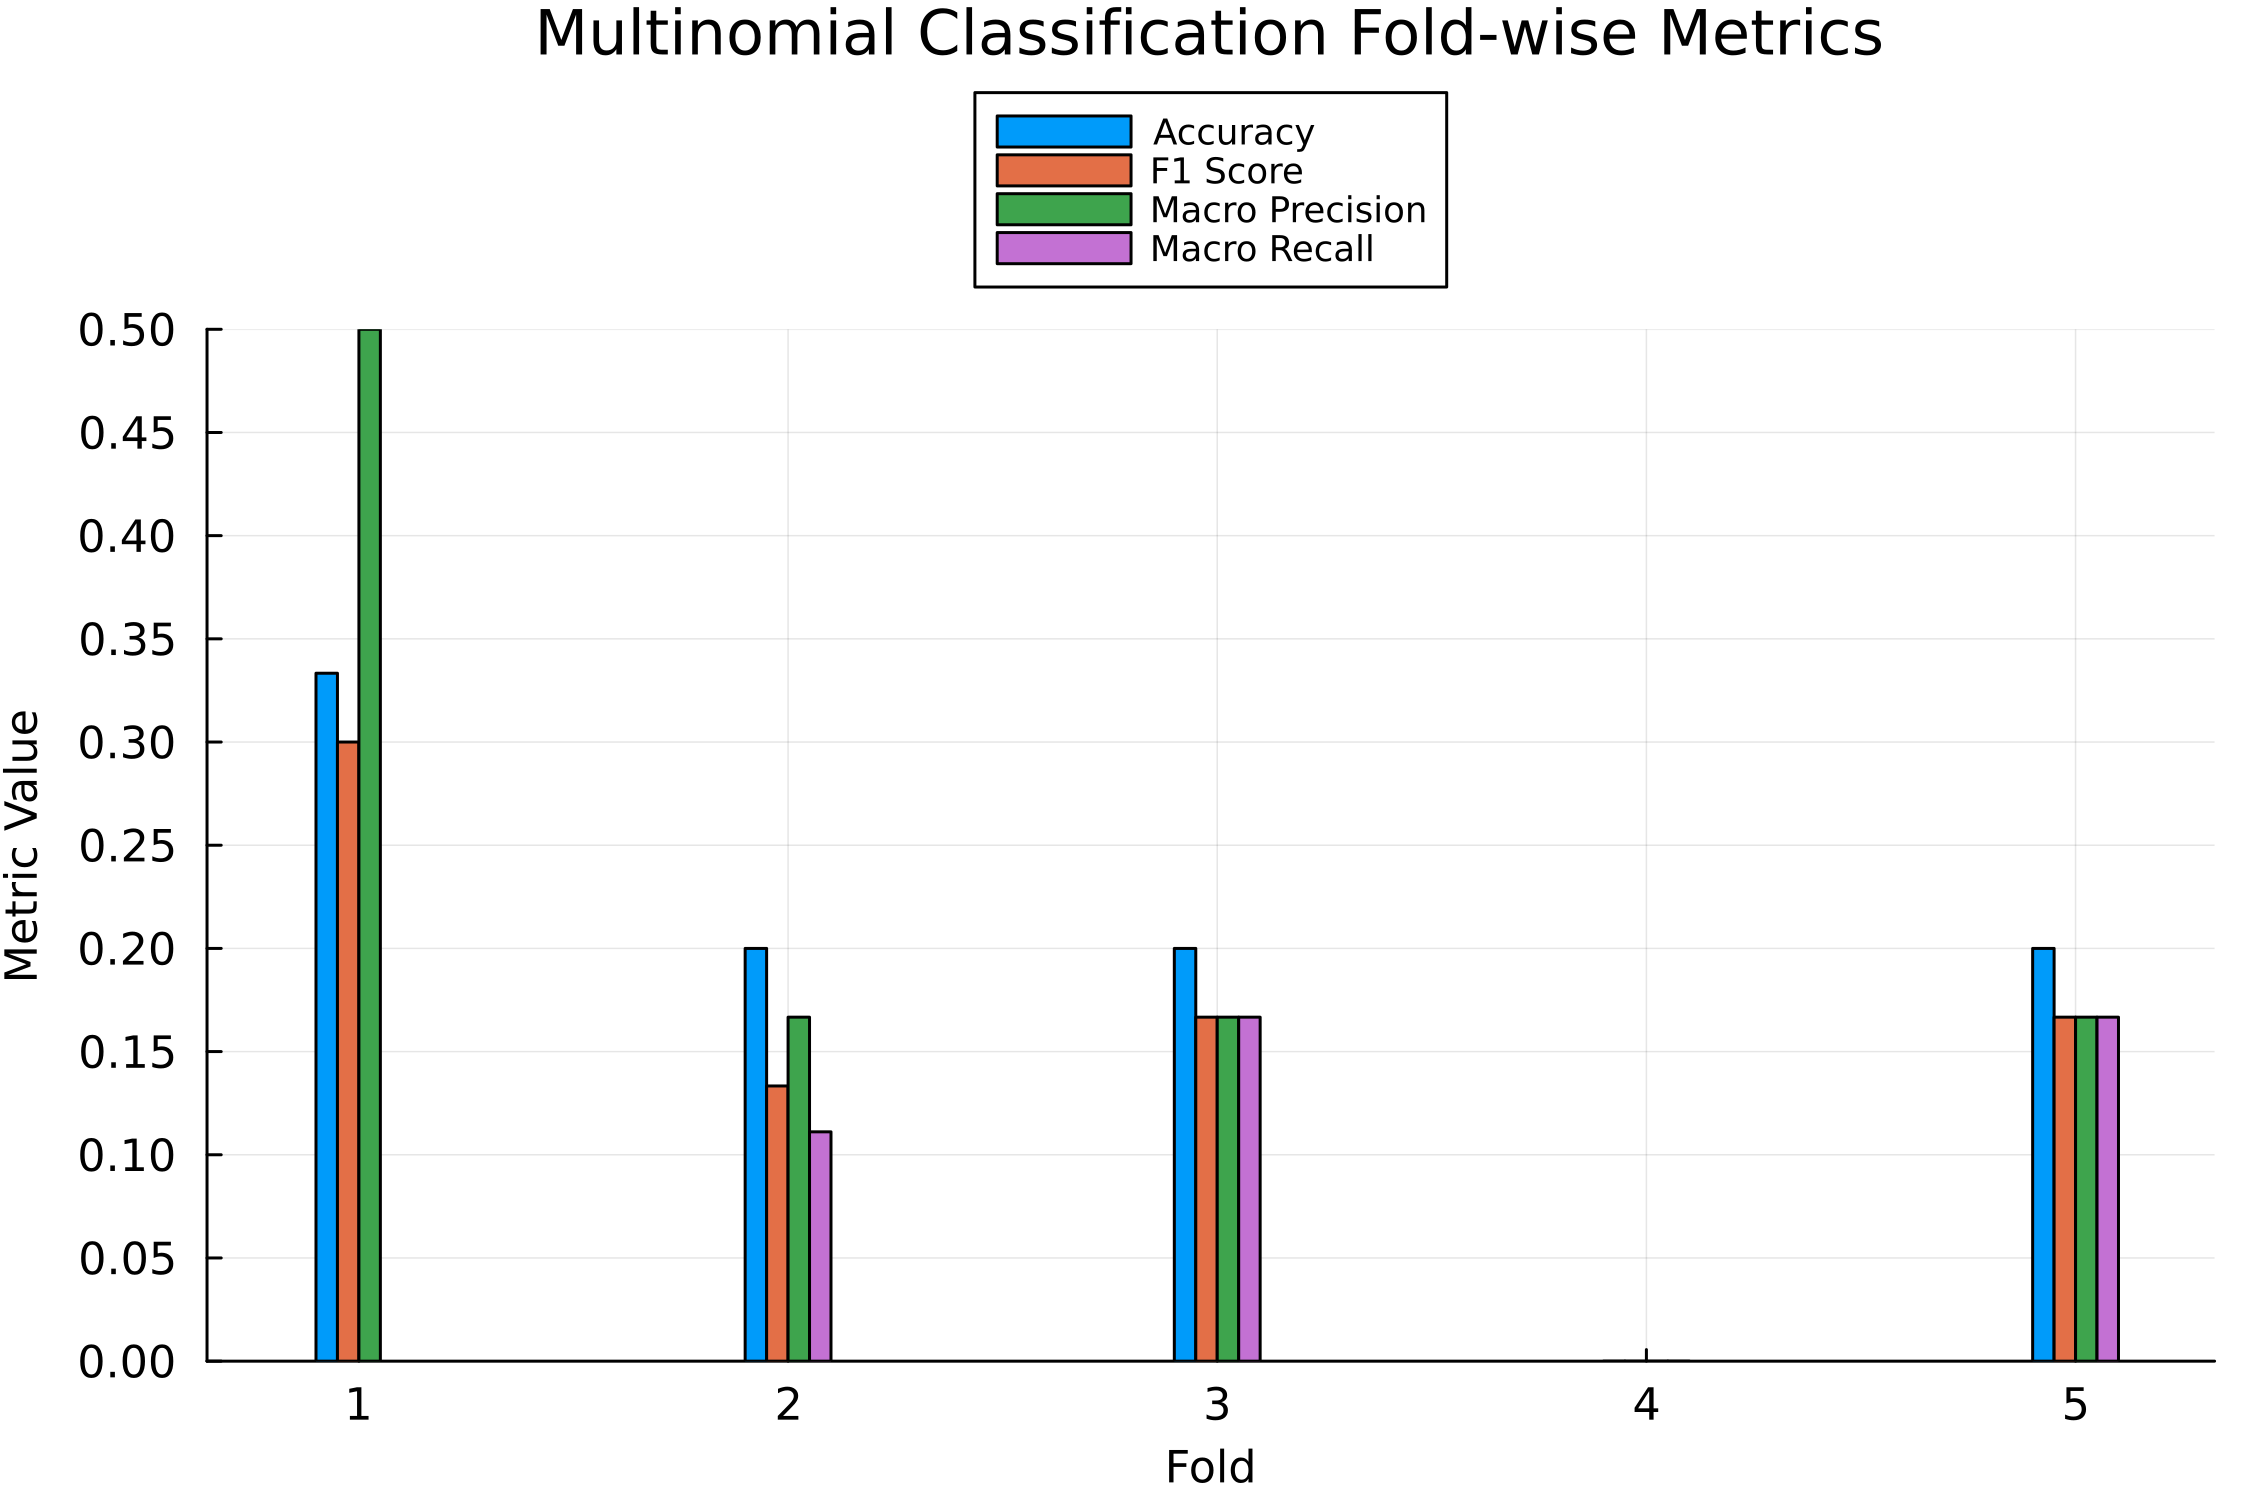 Multinomial Classification Fold-wise Metrics
Accuracy
F1 Score
Macro Precision
Macro Recall
0.50
0.45
0.40
0.35
0.30
0.25
0.20
0.15
0.10
0.05
0.00
Metric Value
1 2 3 4 5
Fold